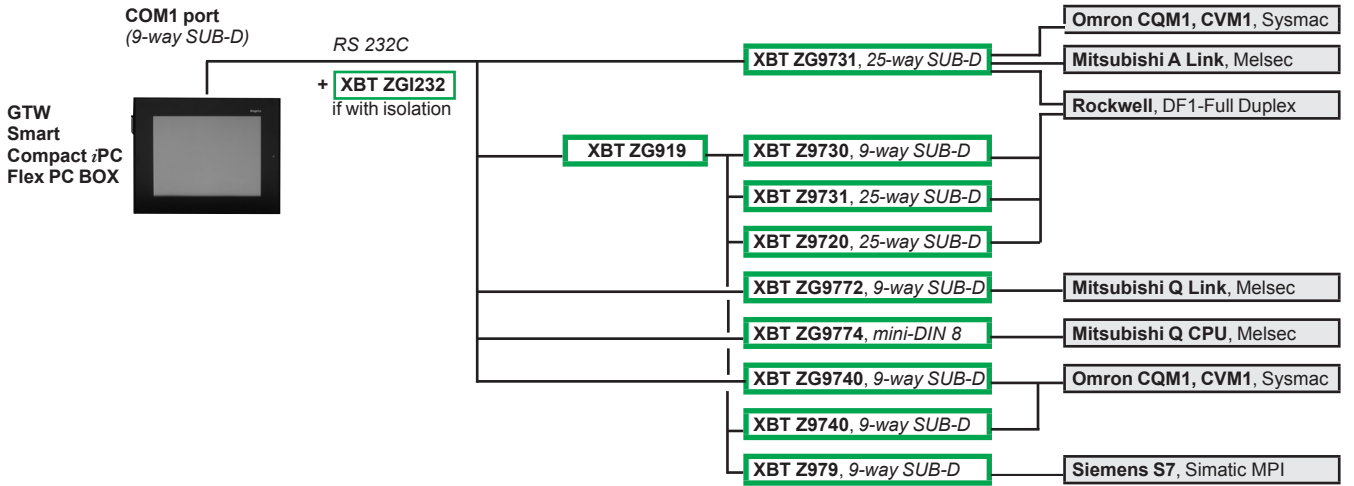 COM1 port
(9-way SUB-D)
RS 232C
+ XBT ZGI232
if with isolation
GTW
Smart
Compact iPC
Flex PC BOX
XBT ZG9731, 25-way SUB-D
Omron CQM1, CVM1, Sysmac
Mitsubishi A Link, Melsec
Rockwell, DF1-Full Duplex
XBT ZG919
XBT Z9730, 9-way SUB-D
XBT Z9731, 25-way SUB-D
XBT Z9720, 25-way SUB-D
XBT ZG9772, 9-way SUB-D
Mitsubishi Q Link, Melsec
XBT ZG9774, mini-DIN 8
Mitsubishi Q CPU, Melsec
XBT ZG9740, 9-way SUB-D
Omron CQM1, CVM1, Sysmac
XBT Z9740, 9-way SUB-D
XBT Z979, 9-way SUB-D
Siemens S7, Simatic MPI